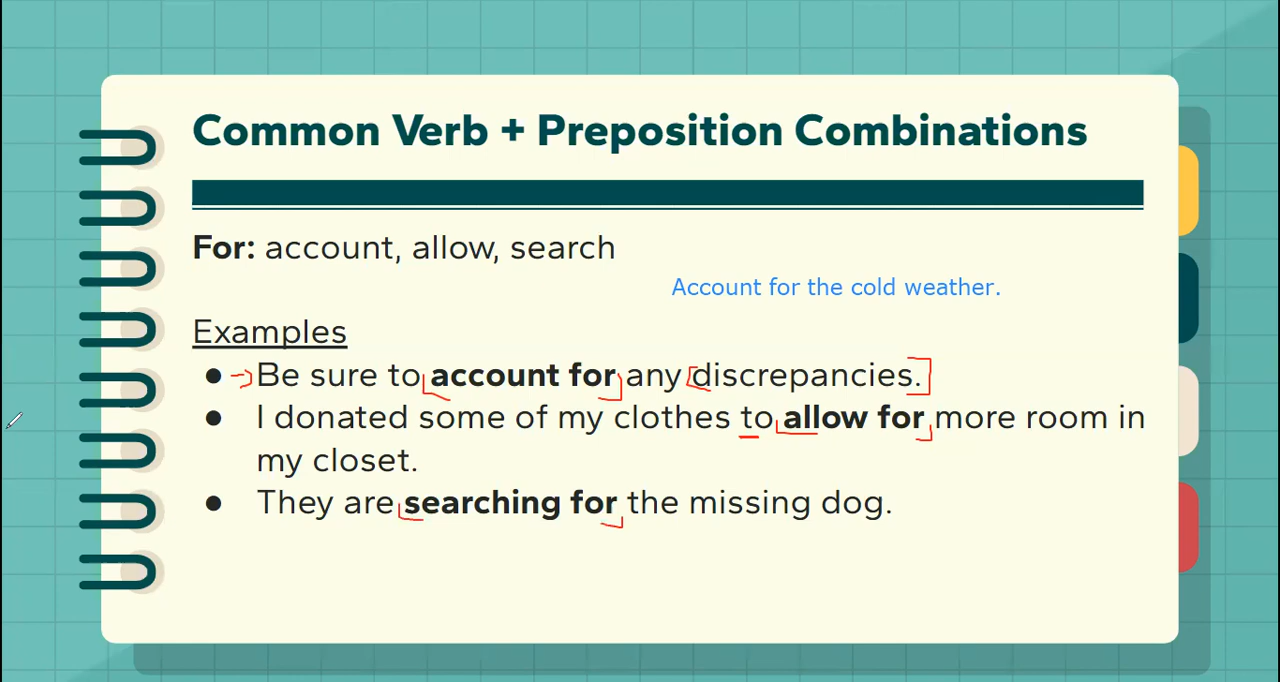 Common Verb + Preposition Combinations
For: account, allow, search
Account for the cold weather.
Examples
● Be sure to account for any discrepancies.
● I donated some of my clothes to allow for more room in
my closet.
● They are searching for the missing dog.